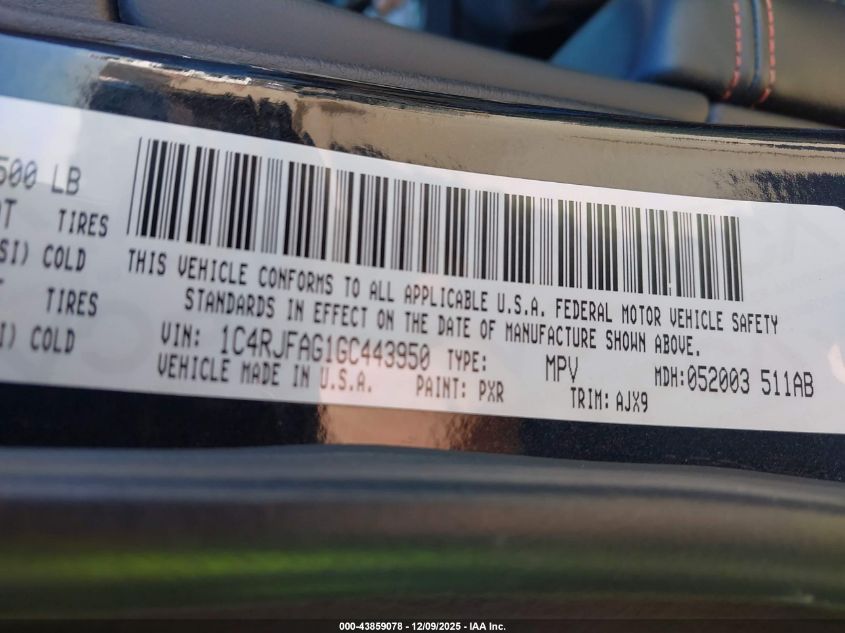 500 LB
TIRES
SI) COLD
TIRES
SI) COLD
THIS VEHICLE CONFORMS TO ALL APPLICABLE U.S.A. FEDERAL MOTOR VEHICLE SAFETY
STANDARDS IN EFFECT ON THE DATE OF MANUFACTURE SHOWN ABOVE.
VIN: 1C4RJFAG1GC443950 TYPE: MPV MDH:052003 511AB
VEHICLE MADE IN U.S.A. PAINT: PXR TRIM: AJX9
000-43859078 - 12/09/2025 - IAA Inc.